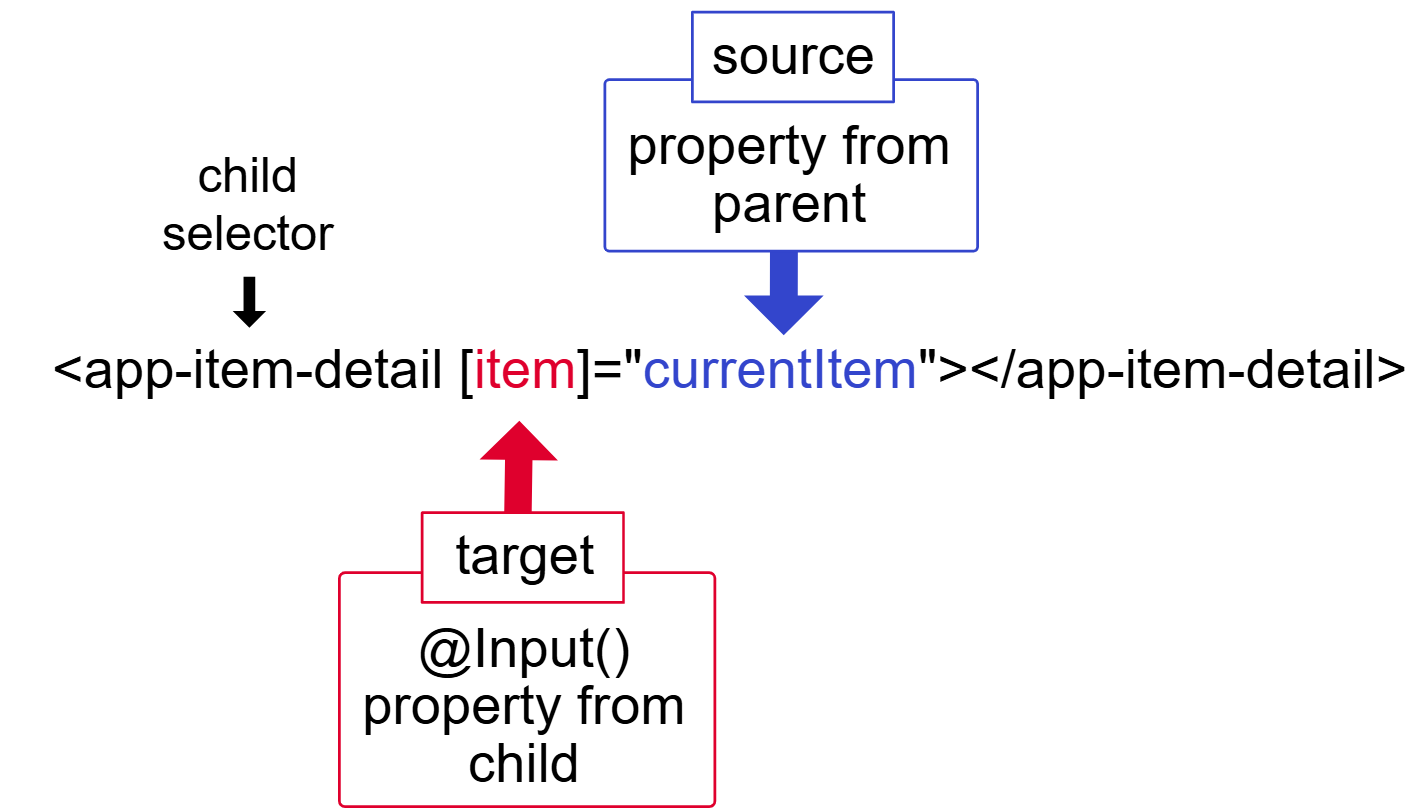 source
property from
parent
child
selector
<app-item-detail [item]="currentItem"></app-item-detail>
target
@Input()
property from
child